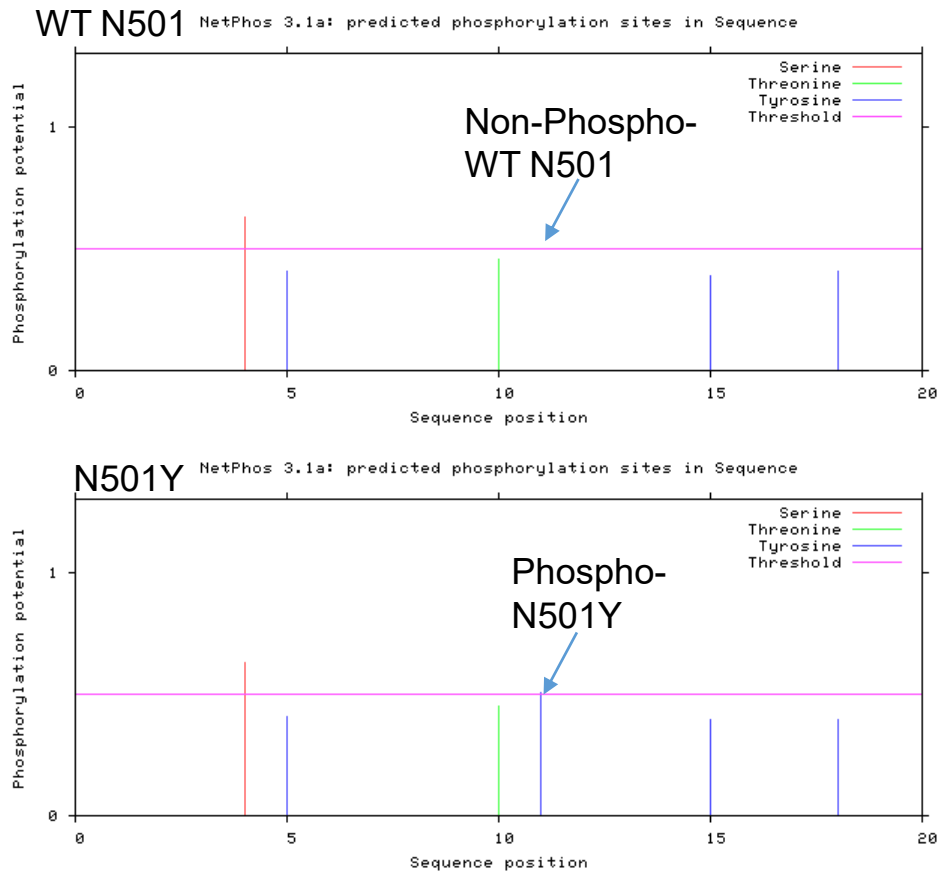 WT N501
NetPhos 3.1a: predicted phosphorylation sites in Sequence
Serine
Threonine
Tyrosine
Threshold
Non-Phospho-
WT N501
Phosphorylation potential
1
0
0 5 10 15 20
Sequence position
N501Y
NetPhos 3.1a: predicted phosphorylation sites in Sequence
Serine
Threonine
Tyrosine
Threshold
Phospho-
N501Y
Phosphorylation potential
1
0
0 5 10 15 20
Sequence position